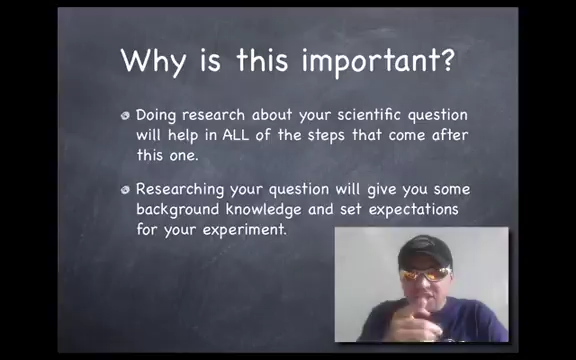 Why is this important?
Doing research about your scientific question
will help in ALL of the steps that come after
this one.
Researching your question will give you some
background knowledge and set expectations
for your experiment.